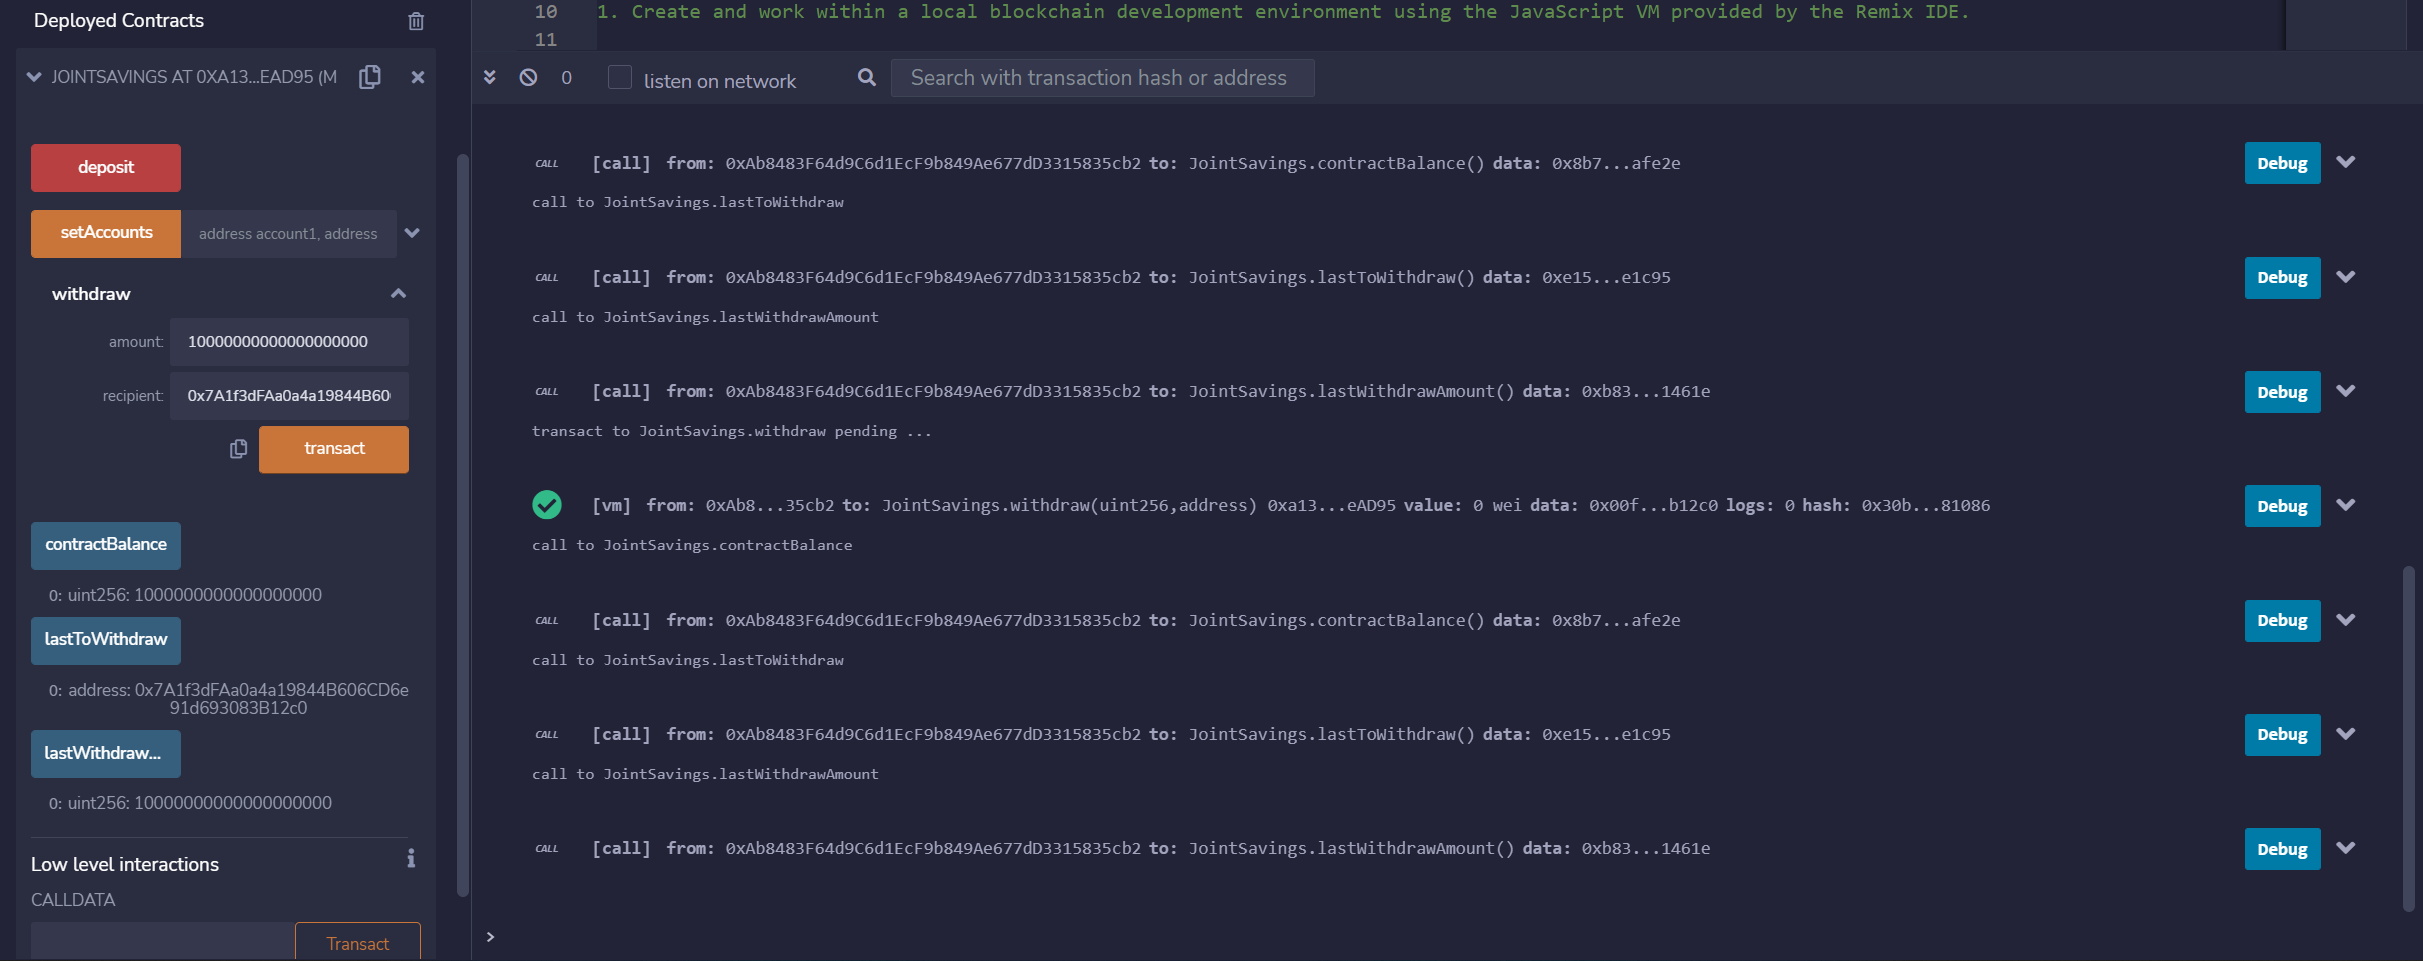 Deployed Contracts
JOINTSAVINGS AT 0XA13...EAD95 (M
deposit
setAccounts address account1, address
withdraw
amount: 10000000000000000000
recipient: 0x7A1f3dFAa0a4a19844B60
transact
contractBalance
0: uint256: 1000000000000000000
lastToWithdraw
0: address: 0x7A1f3dFAa0a4a19844B606CD6e
91d693083B12c0
lastWithdraw...
0: uint256: 10000000000000000000
Low level interactions
CALLDATA
Transact
10 1. Create and work within a local blockchain development environment using the JavaScript VM provided by the Remix IDE.
11
0 listen on network Search with transaction hash or address
CALL [call] from: 0xAb8483F64d9C6d1EcF9b849Ae677dD3315835cb2 to: JointSavings.contractBalance() data: 0x8b7...afe2e Debug
call to JointSavings.lastToWithdraw
CALL [call] from: 0xAb8483F64d9C6d1EcF9b849Ae677dD3315835cb2 to: JointSavings.lastToWithdraw() data: 0xe15...e1c95 Debug
call to JointSavings.lastWithdrawAmount
CALL [call] from: 0xAb8483F64d9C6d1EcF9b849Ae677dD3315835cb2 to: JointSavings.lastWithdrawAmount() data: 0xb83...1461e Debug
transact to JointSavings.withdraw pending ...
[vm] from: 0xAb8...35cb2 to: JointSavings.withdraw(uint256,address) 0xa13...eAD95 value: 0 wei data: 0x00f...b12c0 logs: 0 hash: 0x30b...81086 Debug
call to JointSavings.contractBalance
CALL [call] from: 0xAb8483F64d9C6d1EcF9b849Ae677dD3315835cb2 to: JointSavings.contractBalance() data: 0x8b7...afe2e Debug
call to JointSavings.lastToWithdraw
CALL [call] from: 0xAb8483F64d9C6d1EcF9b849Ae677dD3315835cb2 to: JointSavings.lastToWithdraw() data: 0xe15...e1c95 Debug
call to JointSavings.lastWithdrawAmount
CALL [call] from: 0xAb8483F64d9C6d1EcF9b849Ae677dD3315835cb2 to: JointSavings.lastWithdrawAmount() data: 0xb83...1461e Debug
>